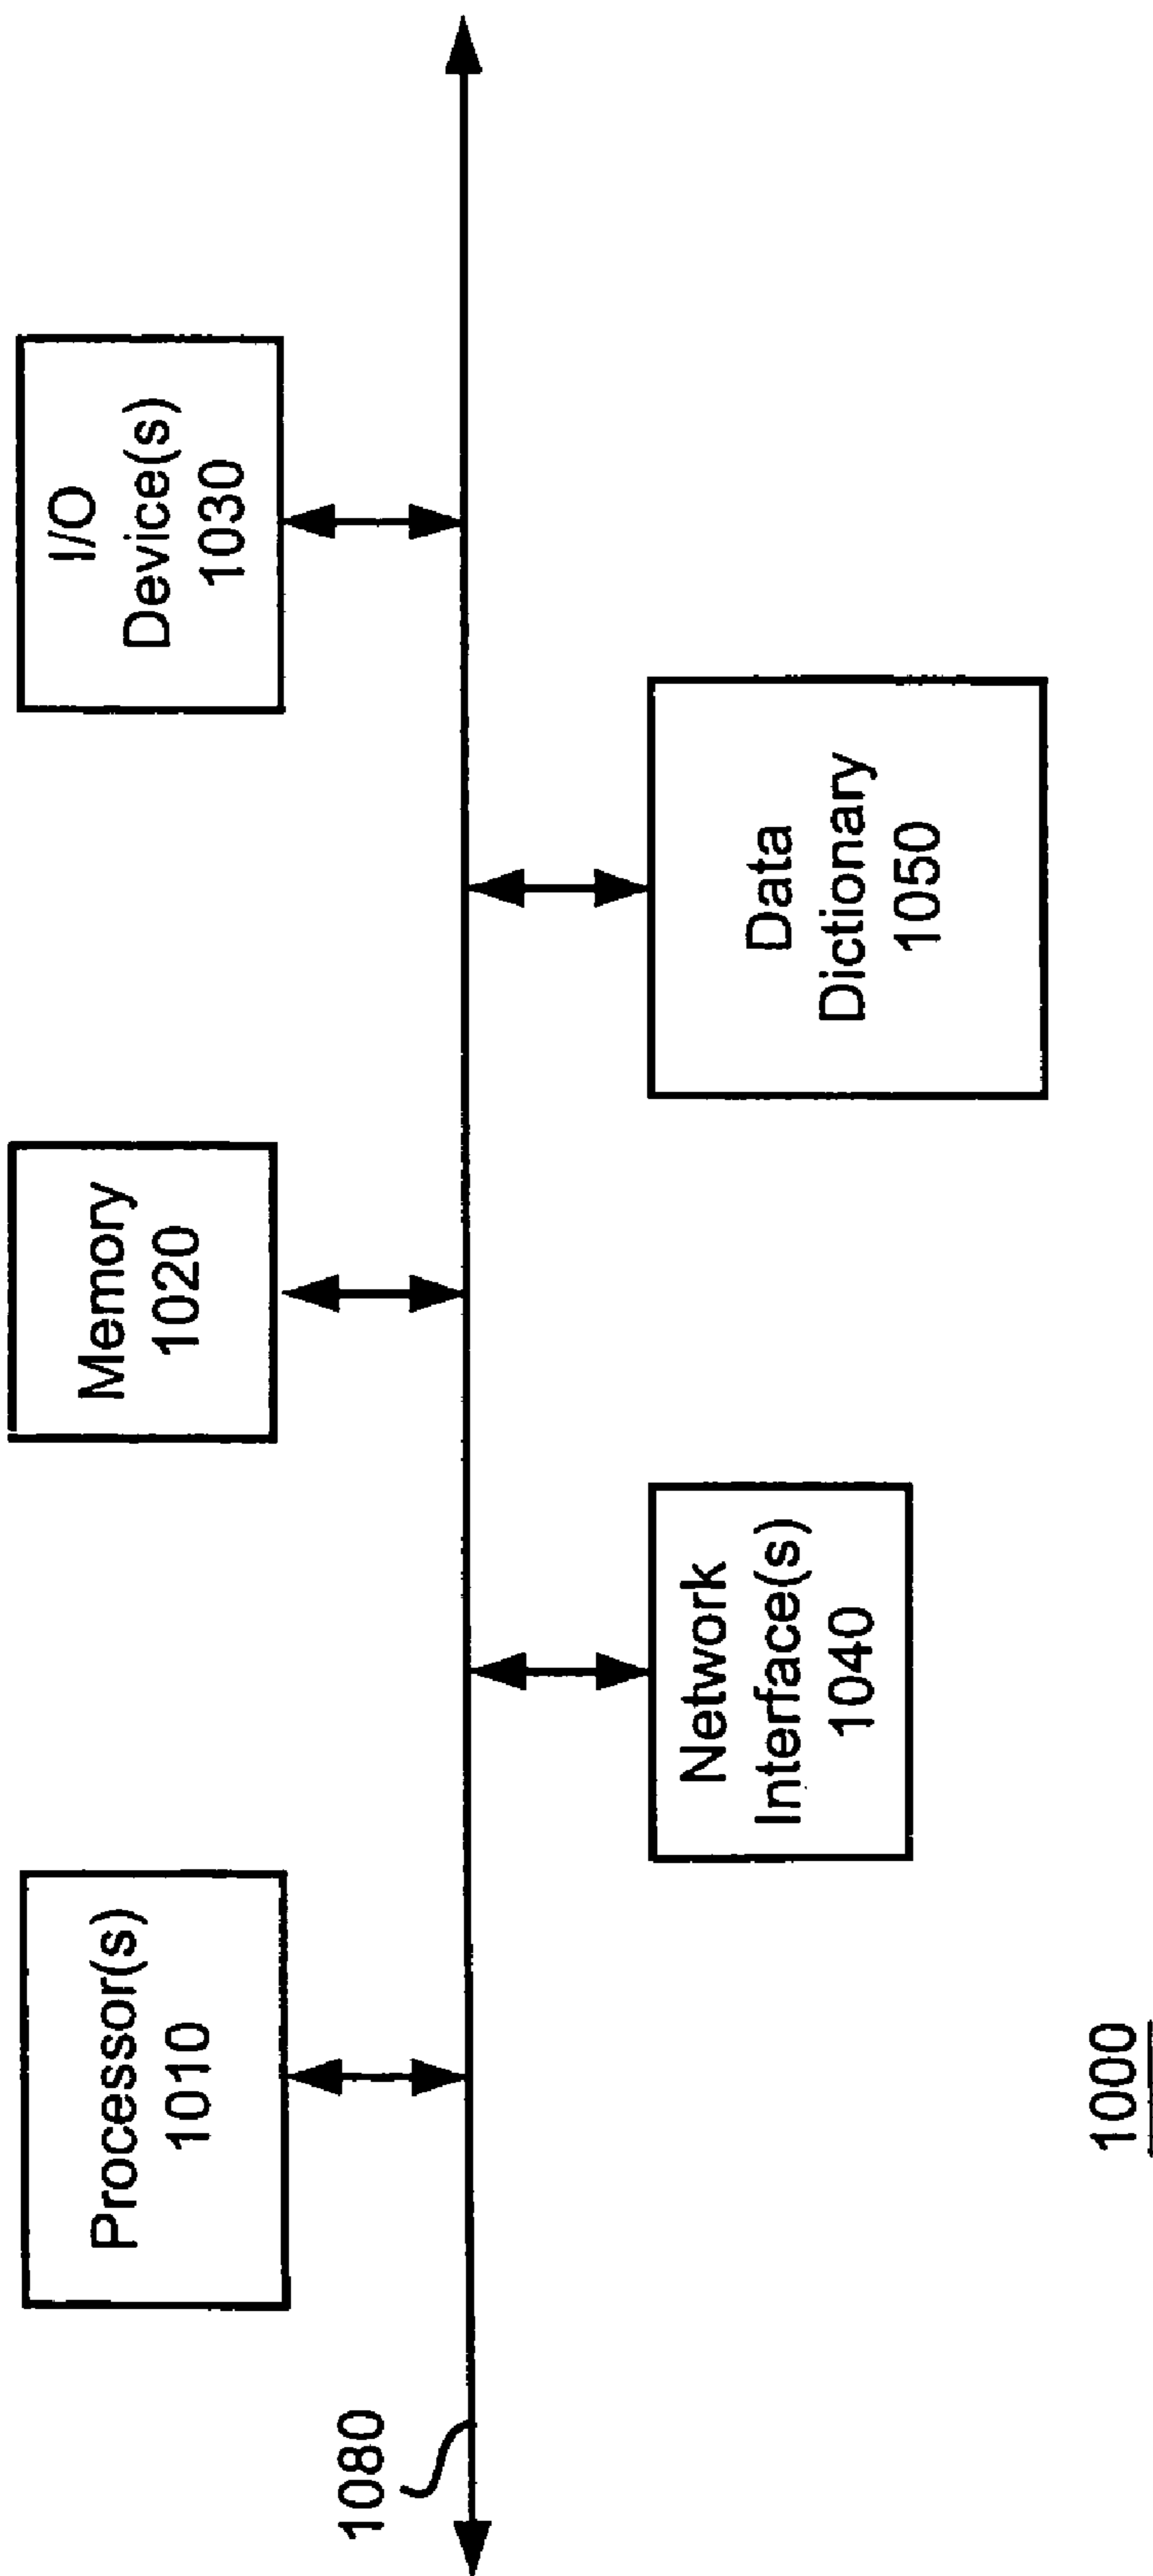 Processor(s)
1010
Memory
1020
I/O
Device(s)
1030
1080
Network
Interface(s)
1040
Data
Dictionary
1050
1000